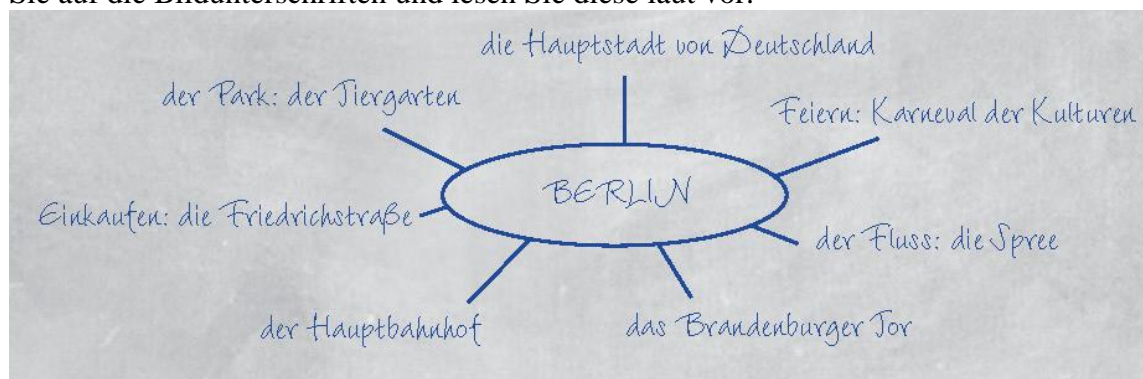 Sie auf die Bildunterschriften und lesen Sie diese laut vor.
die Hauptstadt von Deutschland
der Park: der Tiergarten
Feiern: Karneval der Kulturen
BERLIN
Einkaufen: die Friedrichstraße
der Fluss: die Spree
der Hauptbahnhof
das Brandenburger Tor